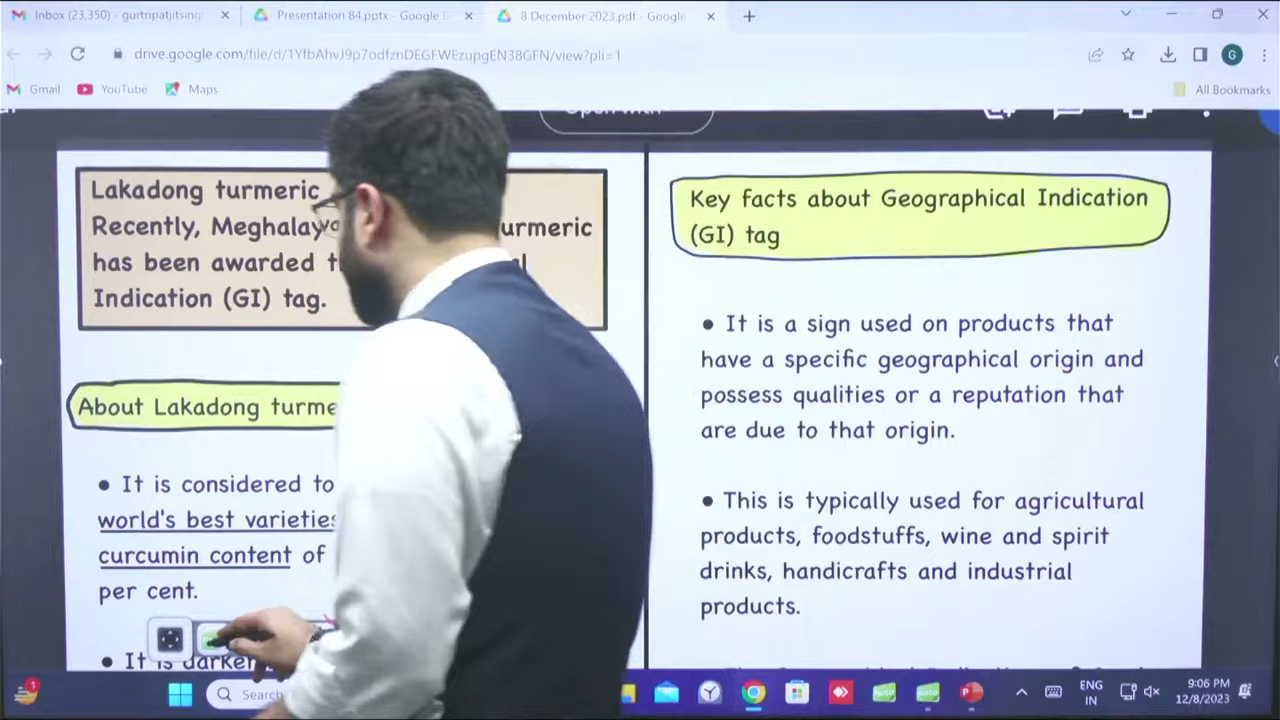 Inbox (23,350) - gurtripatjitsing
Presentation 84.pptx - Google
8 December 2023.pdf - Google
drive.google.com/file/d/1YfbAhvJ9p7odfznDEGFWEzupgEN38GFN/view?pli=1
Gmail
YouTube
Maps
All Bookmarks
Open with
Lakadong turmeric
Recently, Meghalaya urmeric
has been awarded
Indication (GI) tag.
About Lakadong turme
• It is considered to
world's best varieties
curcumin content of
per cent.
• It is darker
Key facts about Geographical Indication
(GI) tag
• It is a sign used on products that
have a specific geographical origin and
possess qualities or a reputation that
are due to that origin.
• This is typically used for agricultural
products, foodstuffs, wine and spirit
drinks, handicrafts and industrial
products.
Search
ENG
IN
9:06 PM
12/8/2023